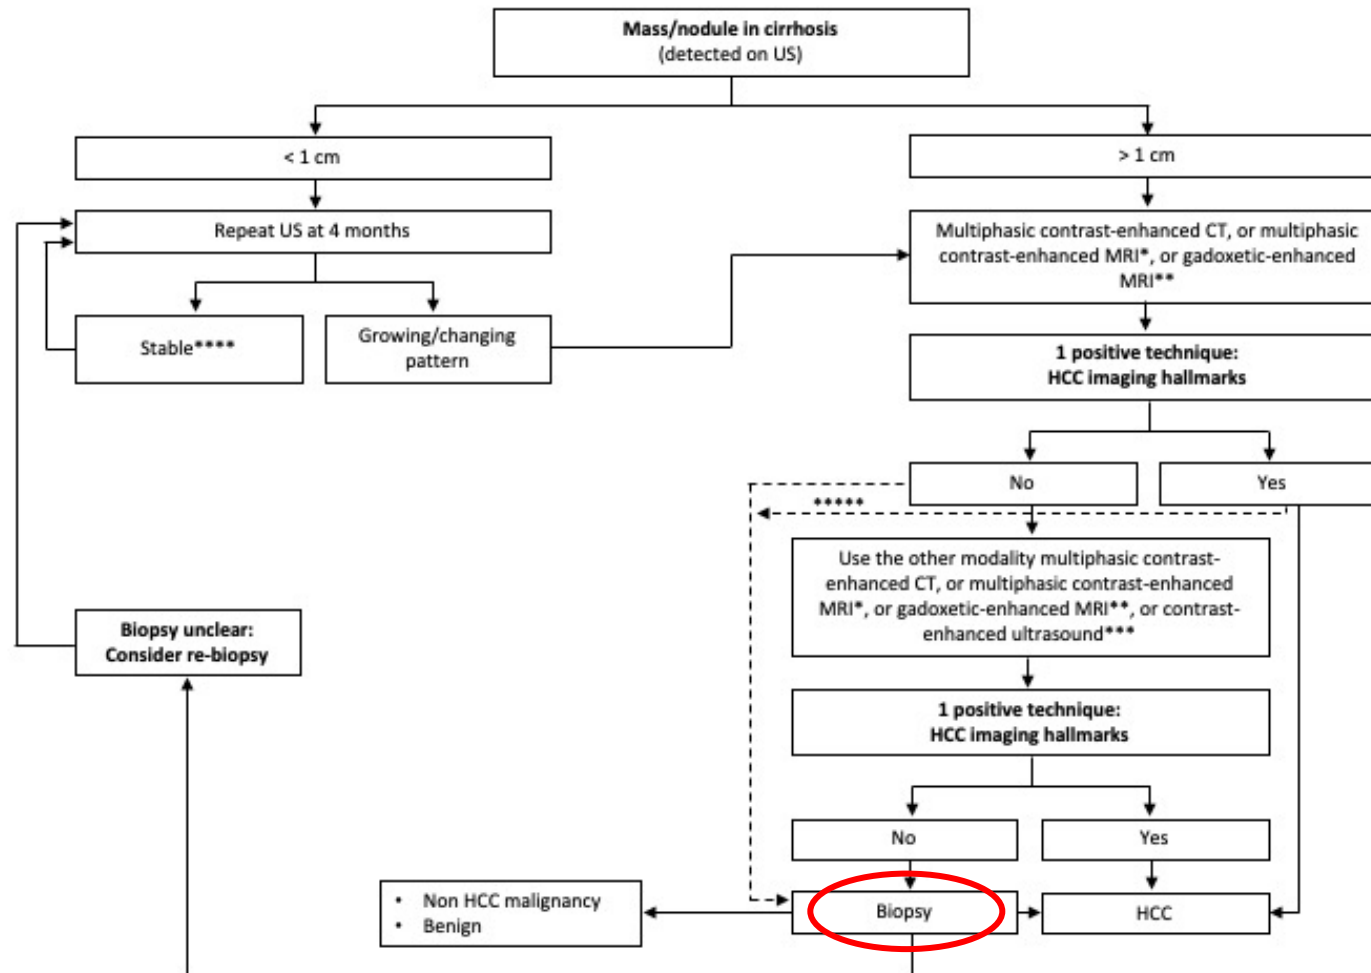 Mass/nodule in cirrhosis
(detected on US)
< 1 cm
> 1 cm
Repeat US at 4 months
Multiphasic contrast-enhanced CT, or multiphasic
contrast-enhanced MRI*, or gadoxetic-enhanced
MRI**
Stable****
Growing/changing
pattern
1 positive technique:
HCC imaging hallmarks
No
Yes
*****
Use the other modality multiphasic contrast-
enhanced CT, or multiphasic contrast-enhanced
MRI*, or gadoxetic-enhanced MRI**, or contrast-
enhanced ultrasound***
Biopsy unclear:
Consider re-biopsy
1 positive technique:
HCC imaging hallmarks
No
Yes
• Non HCC malignancy
• Benign
Biopsy
HCC